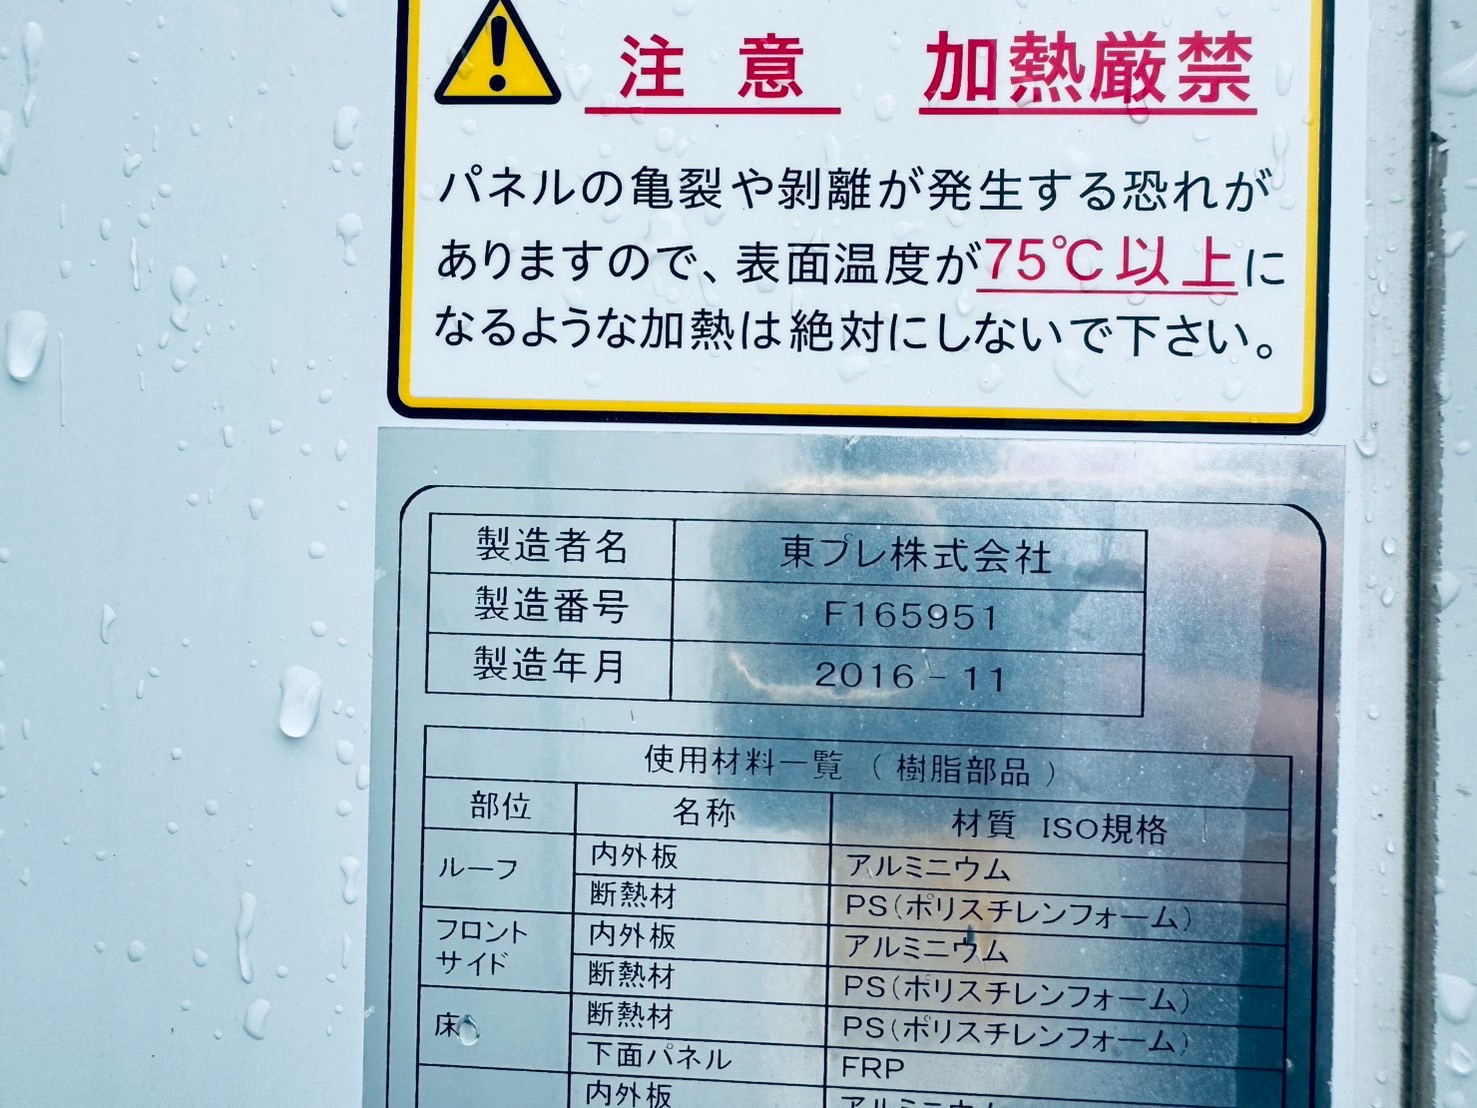 注意 加熱厳禁
パネルの亀裂や剝離が発生する恐れが
ありますので、表面温度が75℃以上に
なるような加熱は絶対にしないで下さい。
製造者名 東プレ株式会社
製造番号 F165951
製造年月 2016-11
使用材料一覧（樹脂部品）
部位 名称 材質 ISO規格
ルーフ 内外板 アルミニウム
断熱材 PS(ポリスチレンフォーム)
フロント
サイド
内外板 アルミニウム
断熱材 PS(ポリスチレンフォーム)
床 断熱材 PS(ポリスチレンフォーム)
下面パネル FRP
内外板 アルミニウム